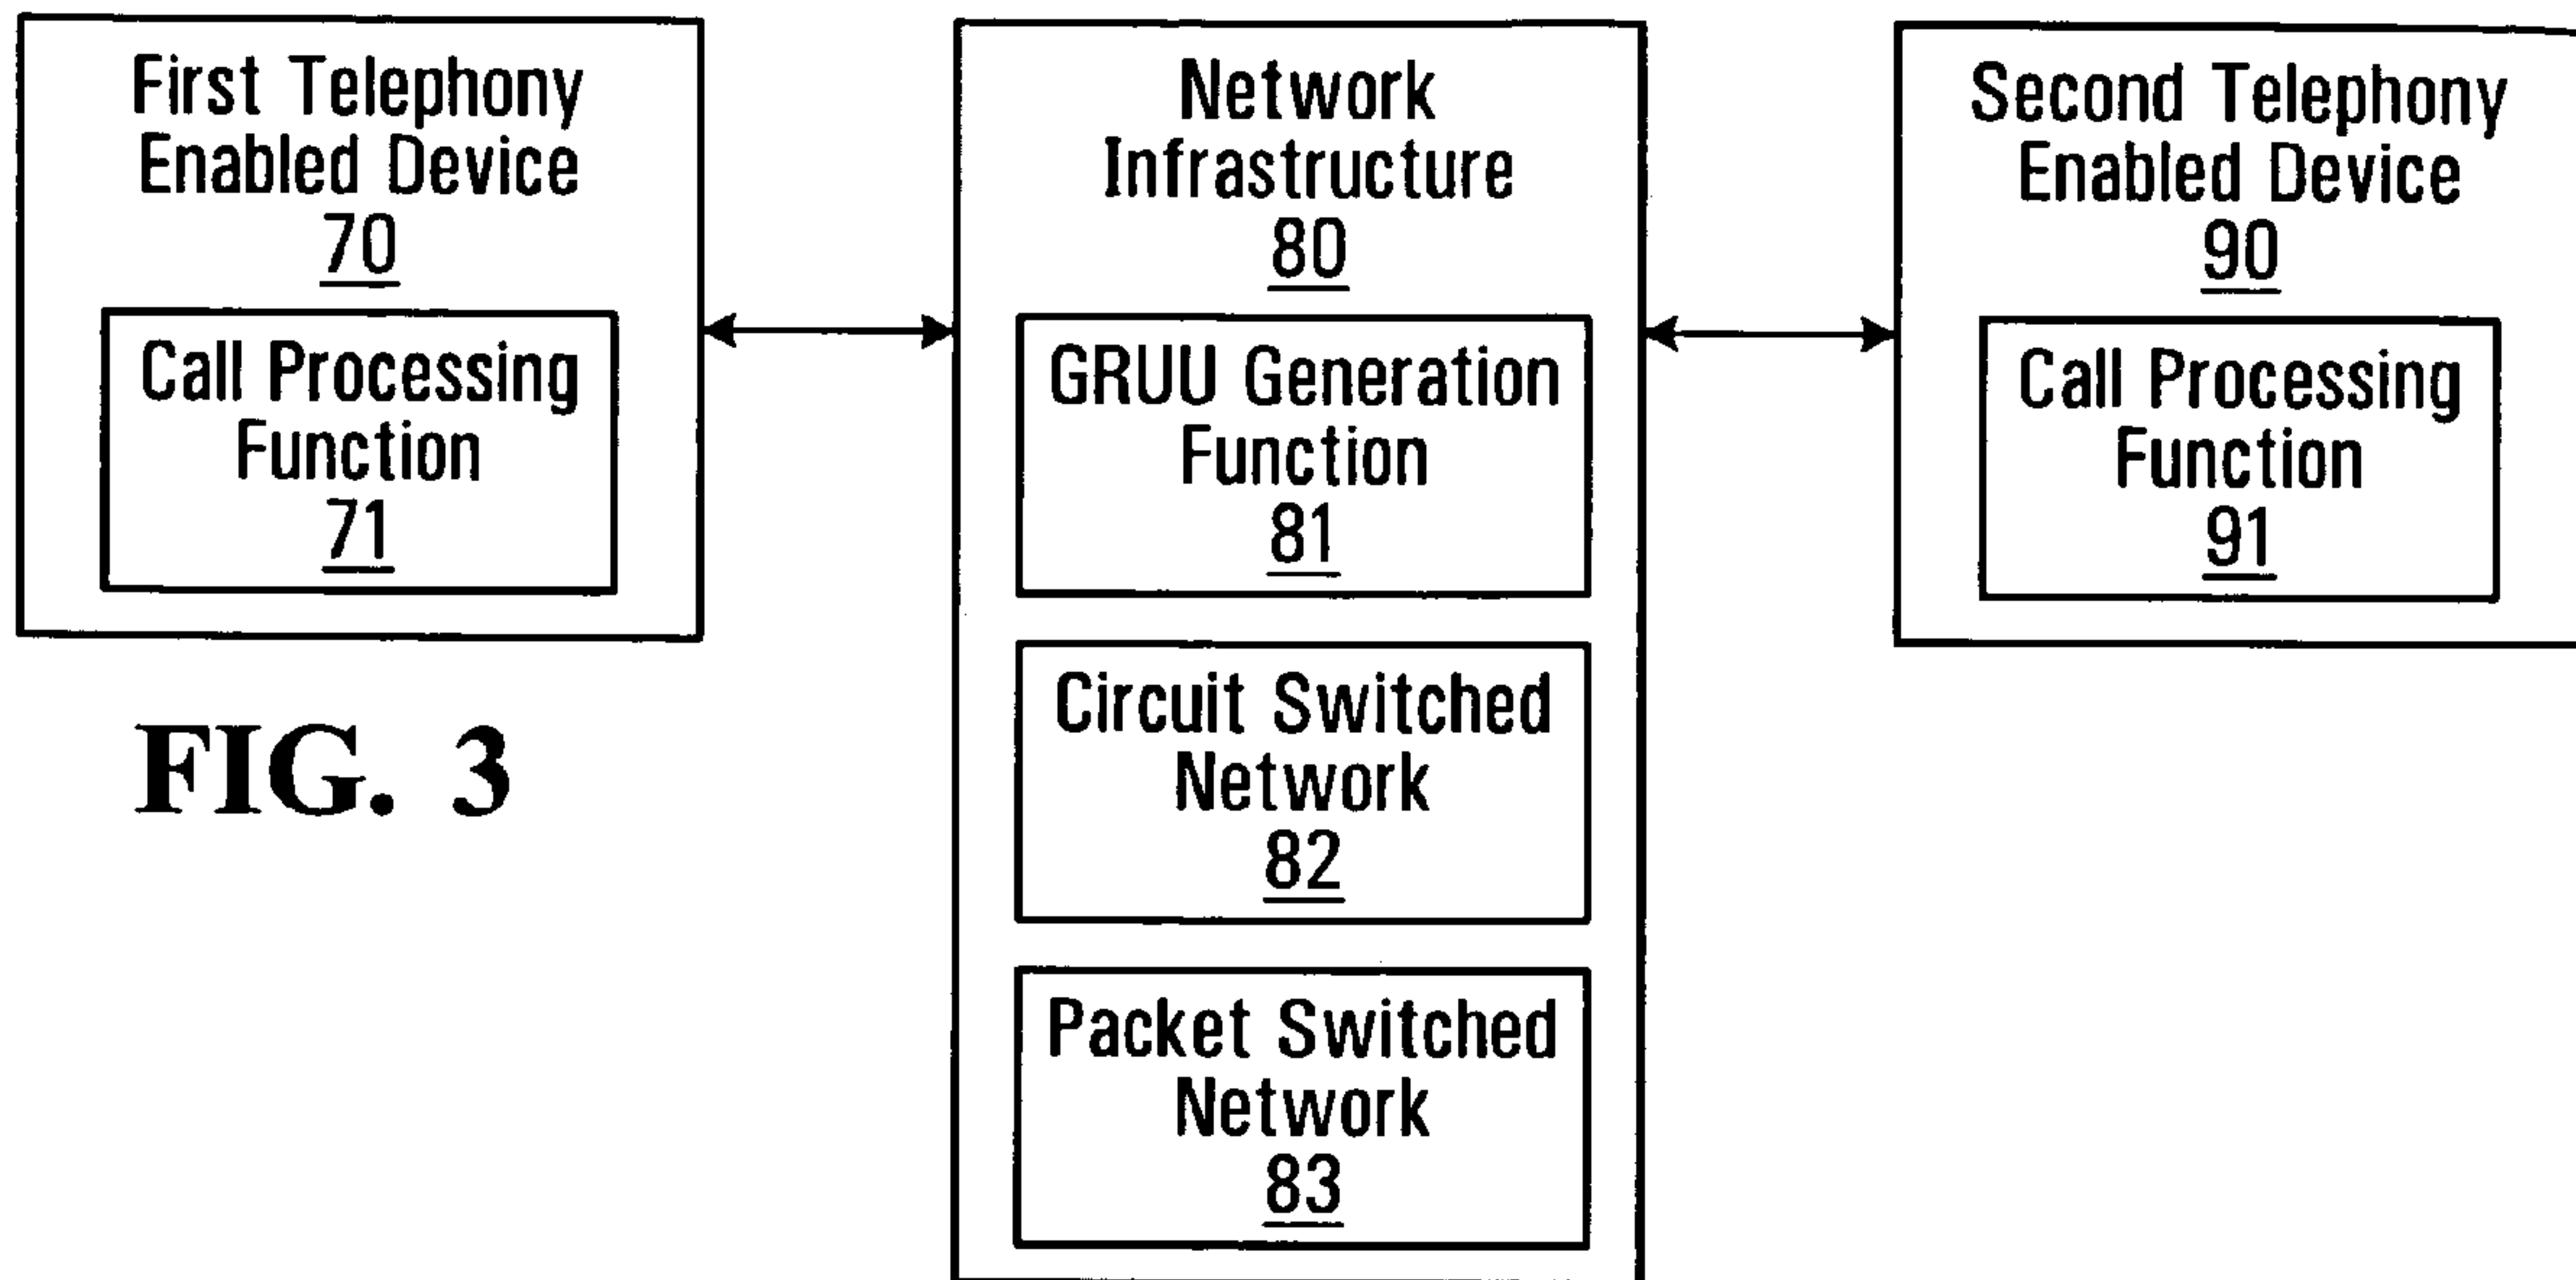 First Telephony
Enabled Device
70
Call Processing
Function
71
FIG. 3
Network
Infrastructure
80
GRUU Generation
Function
81
Circuit Switched
Network
82
Packet Switched
Network
83
Second Telephony
Enabled Device
90
Call Processing
Function
91